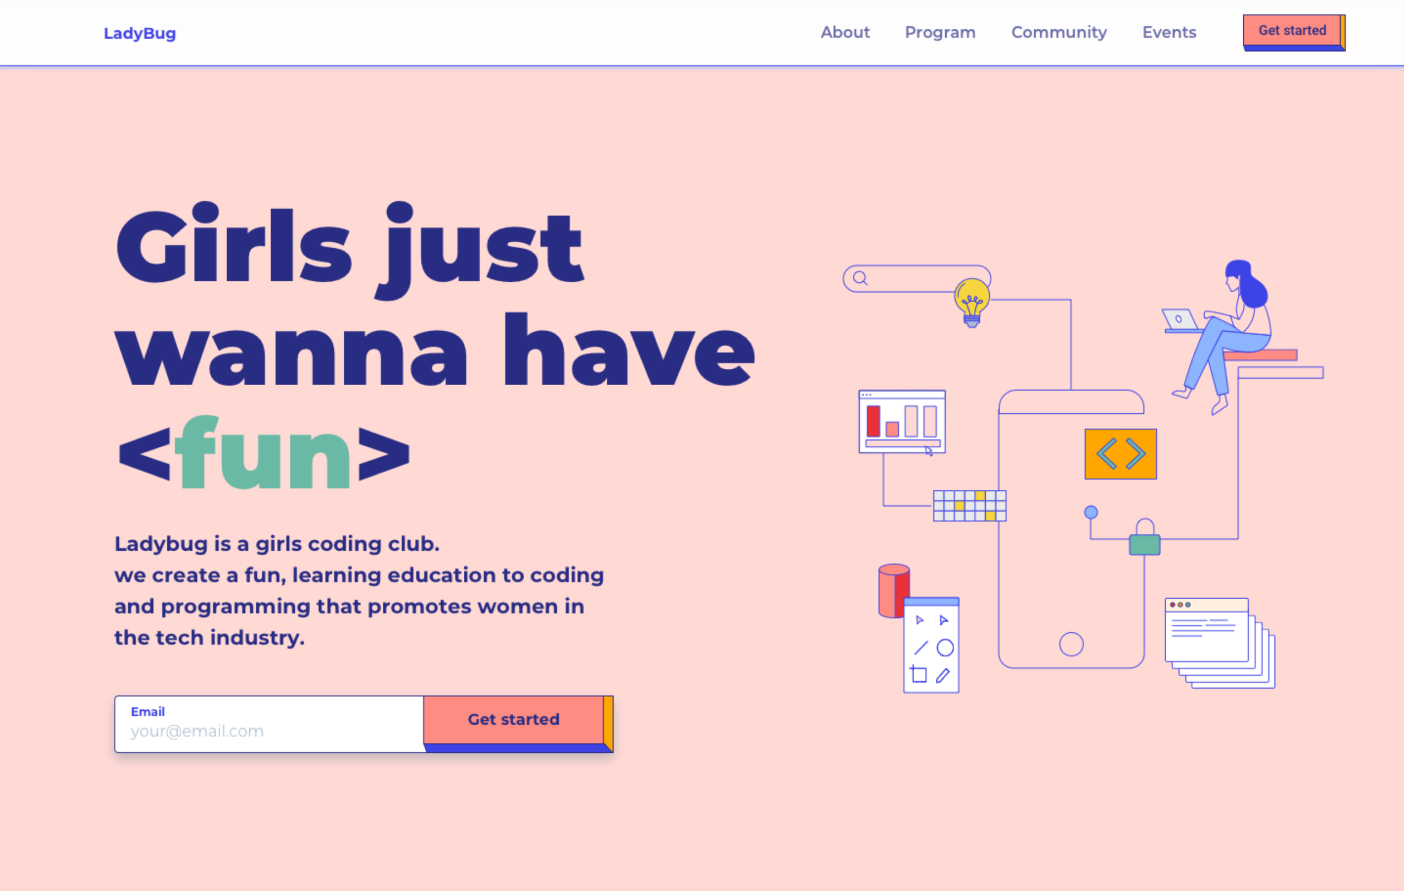 LadyBug
About Program Community Events Get started
Girls just
wanna have
<fun>
Ladybug is a girls coding club.
we create a fun, learning education to coding
and programming that promotes women in
the tech industry.
Email
your@email.com
Get started